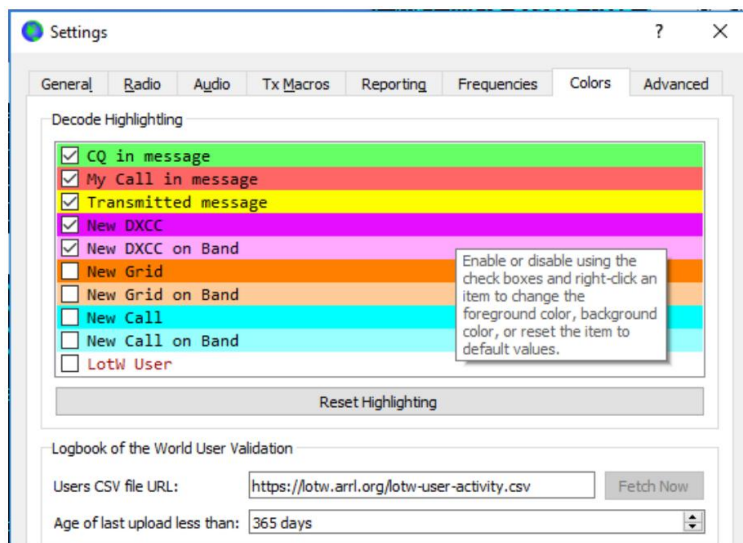 Settings
?
General Radio Audio Tx Macros Reporting Frequencies Colors Advanced
Decode Highlightling
CQ in message
My Call in message
Transmitted message
New DXCC
New DXCC on Band
New Grid
New Grid on Band
New Call
New Call on Band
LotW User
Enable or disable using the
check boxes and right-click an
item to change the
foreground color, background
color, or reset the item to
default values.
Reset Highlighting
Logbook of the World User Validation
Users CSV file URL: https://lotw.arrl.org/lotw-user-activity.csv Fetch Now
Age of last upload less than: 365 days